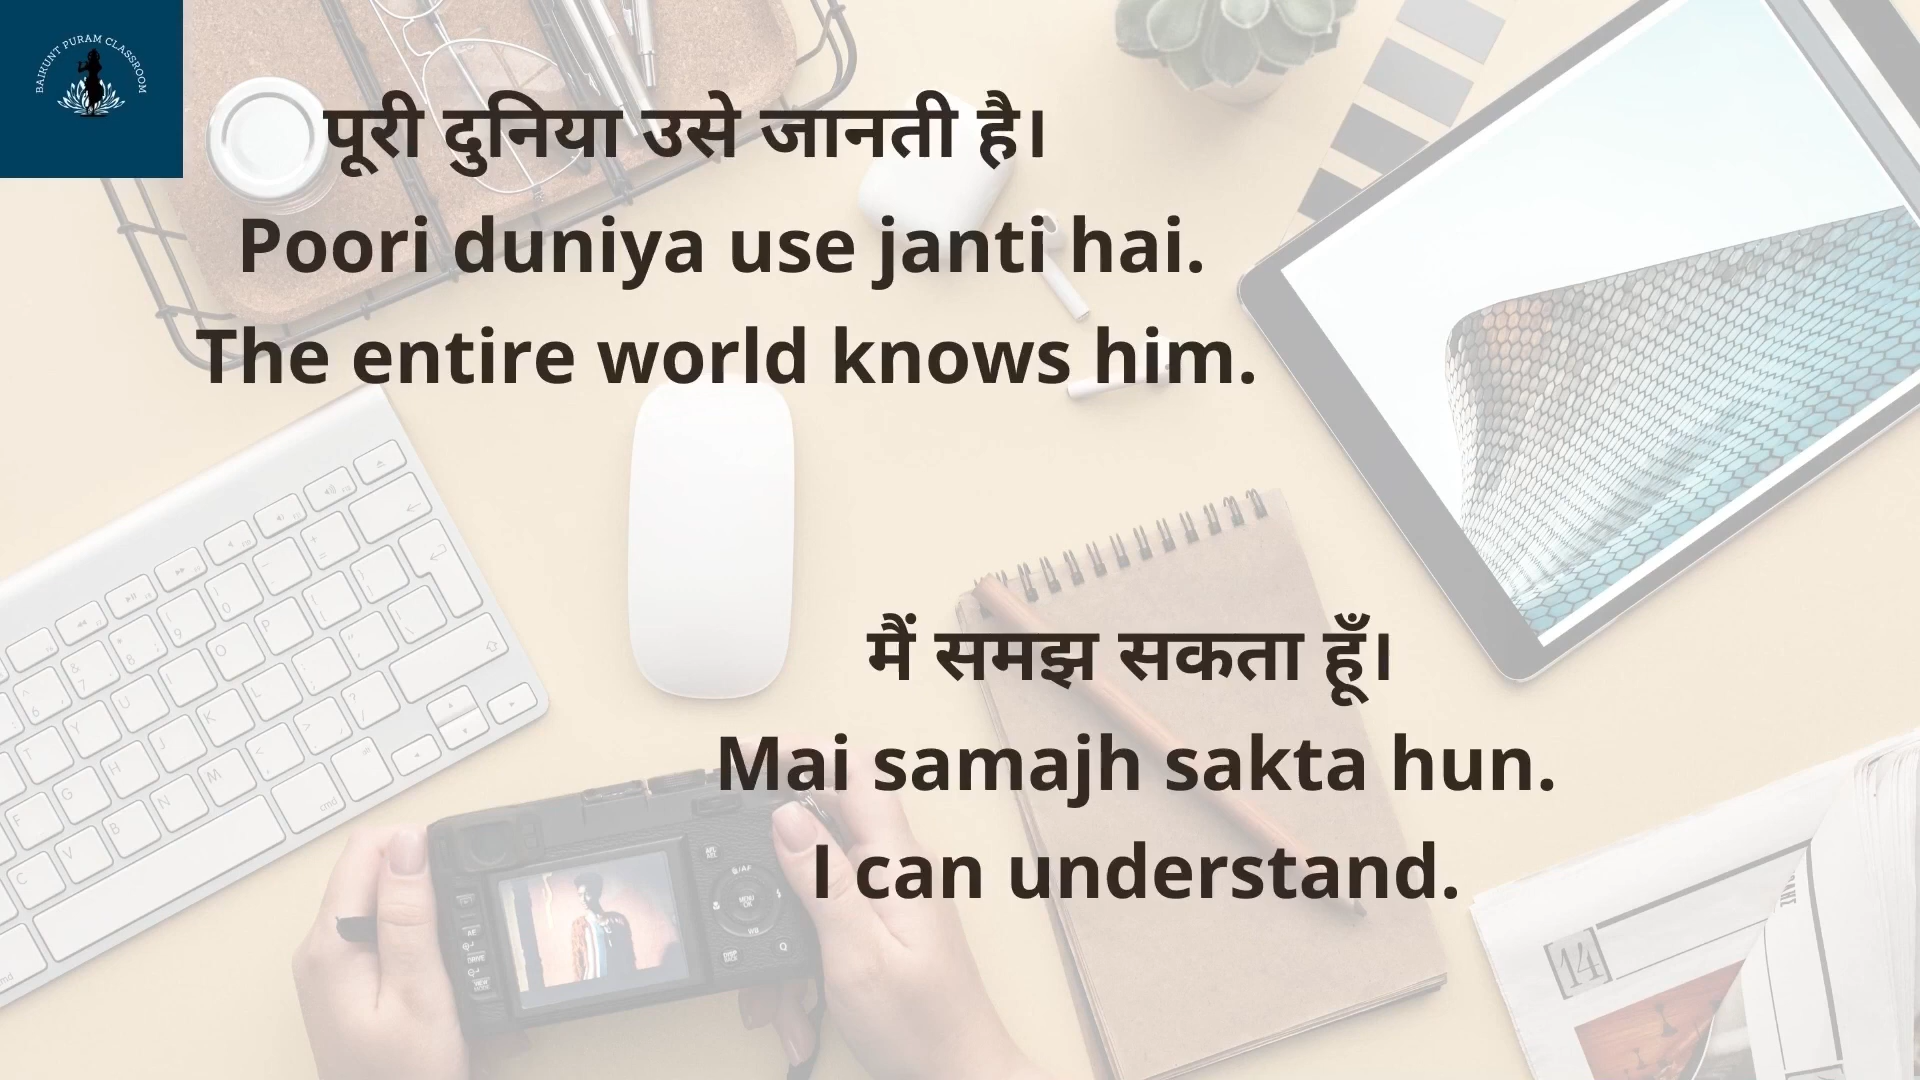 BAIKUNT PURAM CLASSROOM
पूरी दुनिया उसे जानती है।
Poori duniya use janti hai.
The entire world knows him.
मैं समझ सकता हूँ।
Mai samajh sakta hun.
I can understand.
14